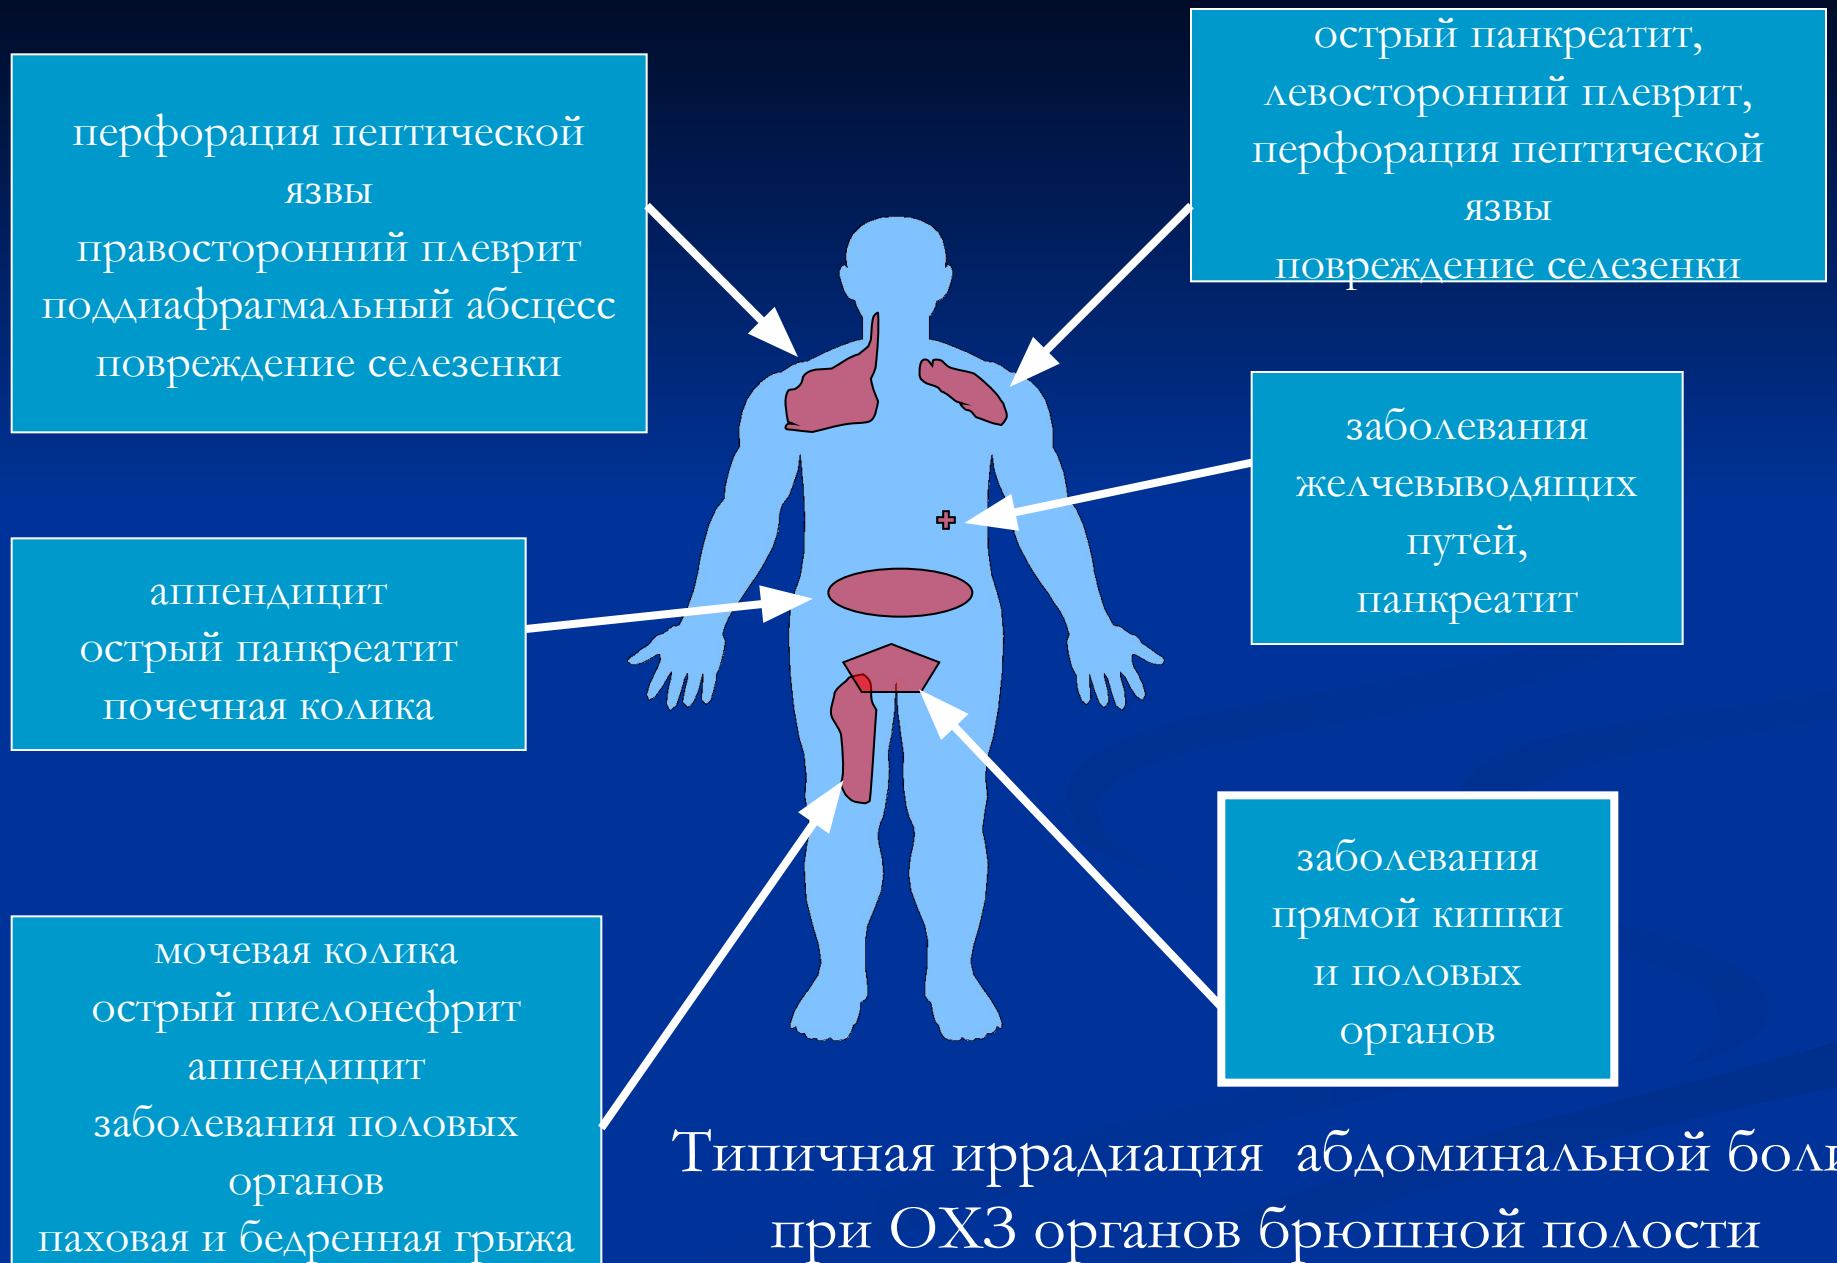 перфорация пептической
язвы
правосторонний плеврит
поддиафрагмальный абсцесс
повреждение селезенки
острый панкреатит,
левосторонний плеврит,
перфорация пептической
язвы
повреждение селезенки
заболевания
желчевыводящих
путей,
панкреатит
аппендицит
острый панкреатит
почечная колика
заболевания
прямой кишки
и половых
органов
мочевая колика
острый пиелонефрит
аппендицит
заболевания половых
органов
паховая и бедренная грыжа
Типичная иррадиация абдоминальной боли
при ОХЗ органов брюшной полости